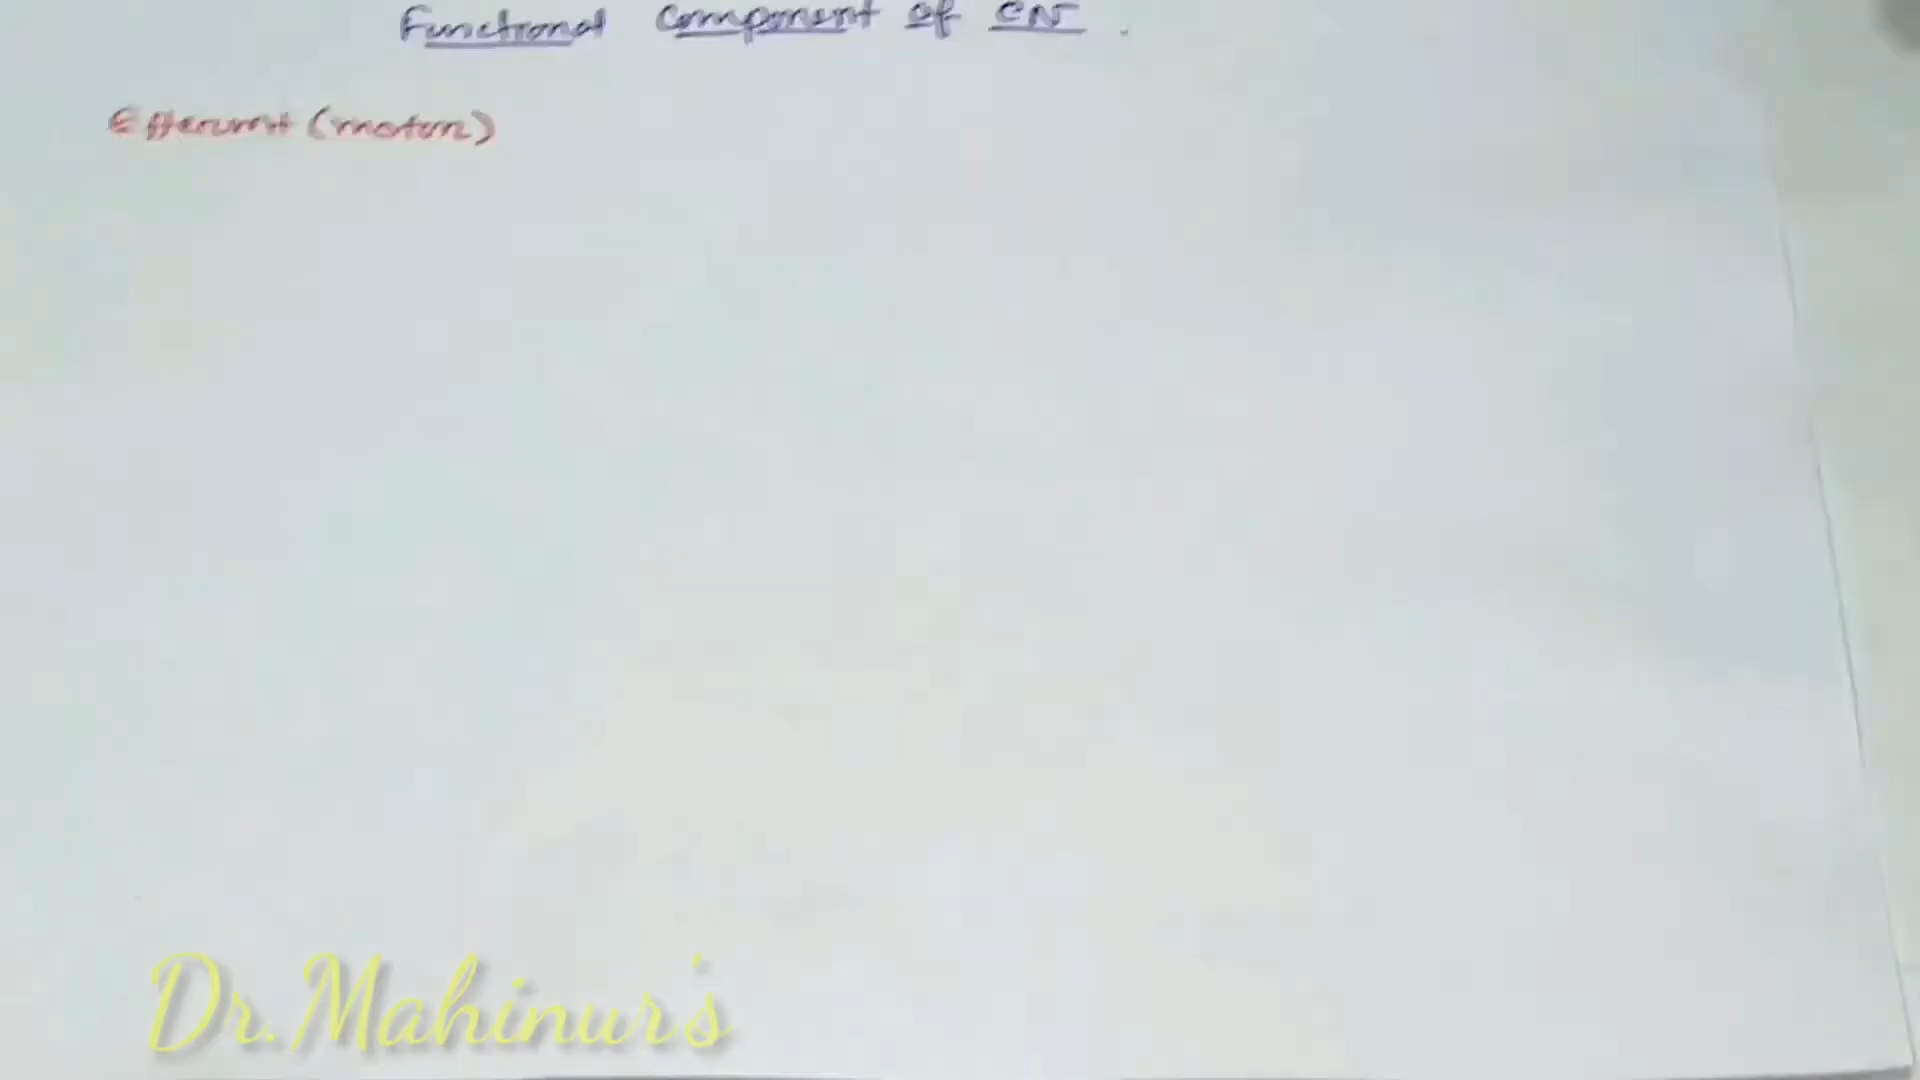 Functional Component of CN.
Efferent (motor)
Dr.Mahinur's